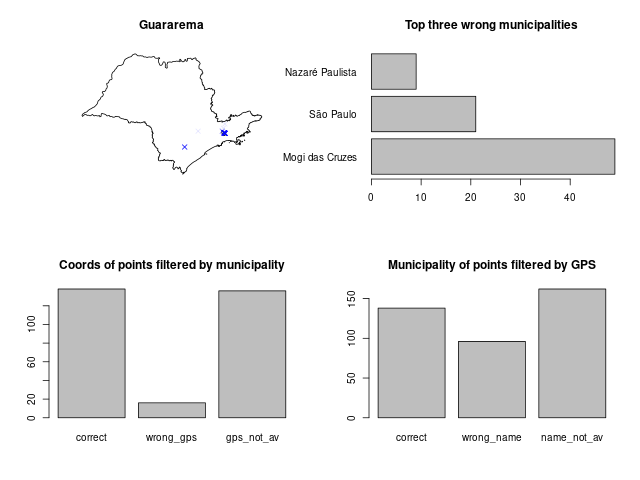 Guararema
Top three wrong municipalities
Nazaré Paulista
São Paulo
Mogi das Cruzes
0 10 20 30 40
Coords of points filtered by municipality
0 20 60 100
correct wrong_gps gps_not_av
Municipality of points filtered by GPS
0 50 100 150
correct wrong_name name_not_av